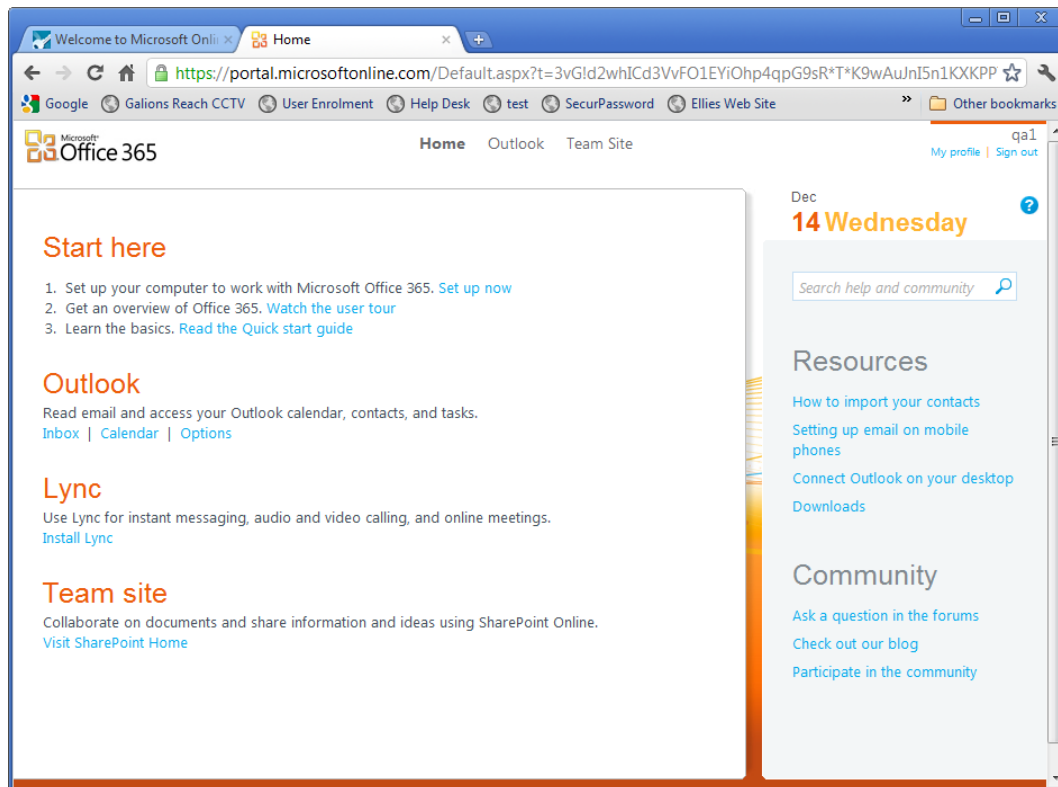 Welcome to Microsoft Onli
Home
https://portal.microsoftonline.com/Default.aspx?t=3vG!d2whICd3VvFO1EYiOhp4qpG9sR*T*K9wAuJnI5n1KXKPP
Google Galions Reach CCTV User Enrolment Help Desk test SecurPassword Ellies Web Site » Other bookmarks
Microsoft®
Office 365
Home Outlook Team Site
qa1
My profile | Sign out
Start here
1. Set up your computer to work with Microsoft Office 365. Set up now
2. Get an overview of Office 365. Watch the user tour
3. Learn the basics. Read the Quick start guide
Outlook
Read email and access your Outlook calendar, contacts, and tasks.
Inbox | Calendar | Options
Lync
Use Lync for instant messaging, audio and video calling, and online meetings.
Install Lync
Team site
Collaborate on documents and share information and ideas using SharePoint Online.
Visit SharePoint Home
Dec
14 Wednesday
?
Search help and community
Resources
How to import your contacts
Setting up email on mobile
phones
Connect Outlook on your desktop
Downloads
Community
Ask a question in the forums
Check out our blog
Participate in the community